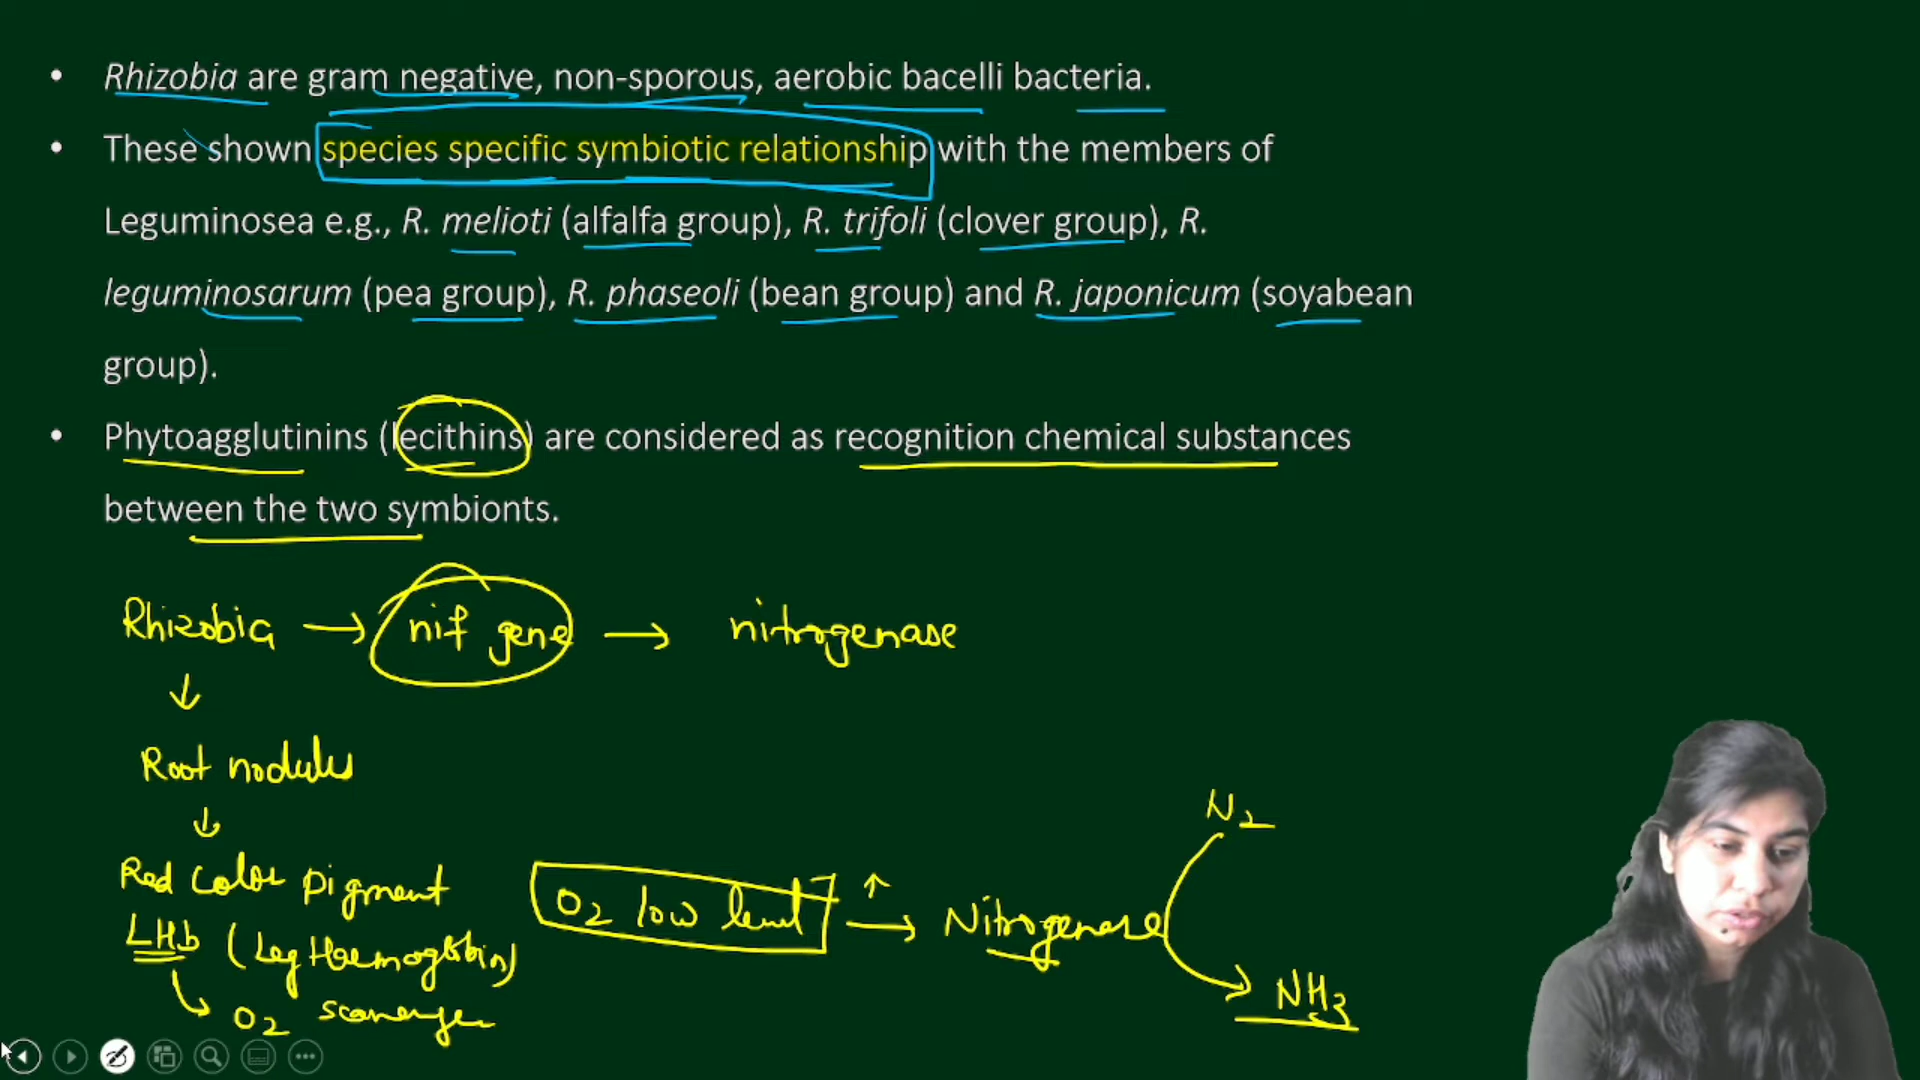 • Rhizobia are gram negative, non-sporous, aerobic bacelli bacteria.
• These shown species specific symbiotic relationship with the members of
Leguminosea e.g., R. melioti (alfalfa group), R. trifoli (clover group), R.
leguminosarum (pea group), R. phaseoli (bean group) and R. japonicum (soyabean
group).
• Phytoagglutinins (lecithins) are considered as recognition chemical substances
between the two symbionts.
Rhizobia → nif gene → nitrogenase
↓
Root nodules
↓
Red color pigment
LHb (LegHaemoglobin)
O2 scavenger
O2 low level ↑ → Nitrogenase
N2
NH3